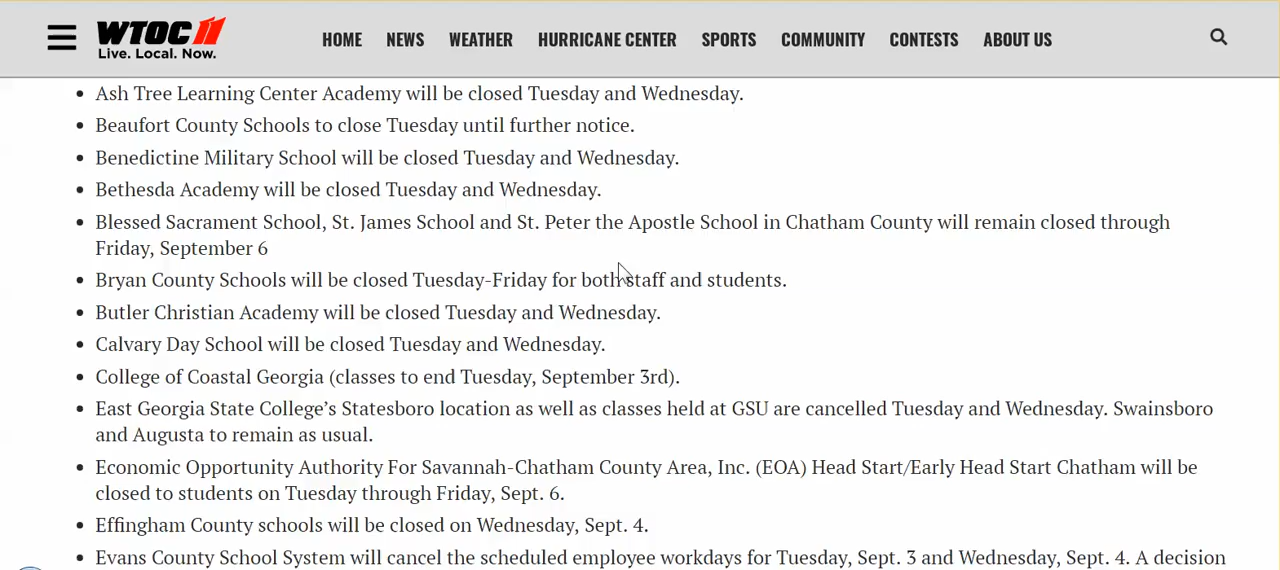 WTOC 11
Live. Local. Now.
HOME NEWS WEATHER HURRICANE CENTER SPORTS COMMUNITY CONTESTS ABOUT US
• Ash Tree Learning Center Academy will be closed Tuesday and Wednesday.
• Beaufort County Schools to close Tuesday until further notice.
• Benedictine Military School will be closed Tuesday and Wednesday.
• Bethesda Academy will be closed Tuesday and Wednesday.
• Blessed Sacrament School, St. James School and St. Peter the Apostle School in Chatham County will remain closed through
Friday, September 6
• Bryan County Schools will be closed Tuesday-Friday for both staff and students.
• Butler Christian Academy will be closed Tuesday and Wednesday.
• Calvary Day School will be closed Tuesday and Wednesday.
• College of Coastal Georgia (classes to end Tuesday, September 3rd).
• East Georgia State College’s Statesboro location as well as classes held at GSU are cancelled Tuesday and Wednesday. Swainsboro
and Augusta to remain as usual.
• Economic Opportunity Authority For Savannah-Chatham County Area, Inc. (EOA) Head Start/Early Head Start Chatham will be
closed to students on Tuesday through Friday, Sept. 6.
• Effingham County schools will be closed on Wednesday, Sept. 4.
• Evans County School System will cancel the scheduled employee workdays for Tuesday, Sept. 3 and Wednesday, Sept. 4. A decision